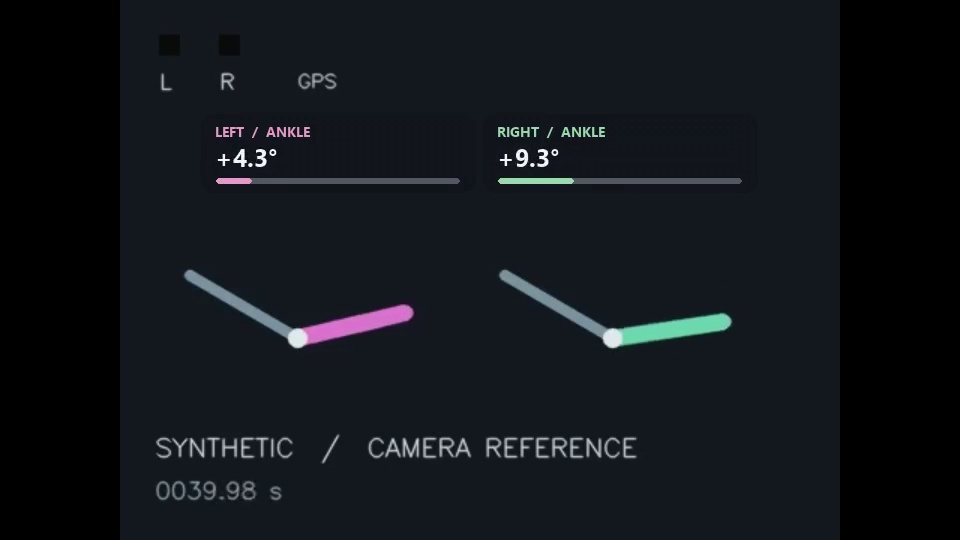 L R GPS
LEFT / ANKLE RIGHT / ANKLE
+4.3° +9.3°
SYNTHETIC / CAMERA REFERENCE
0039.98 s